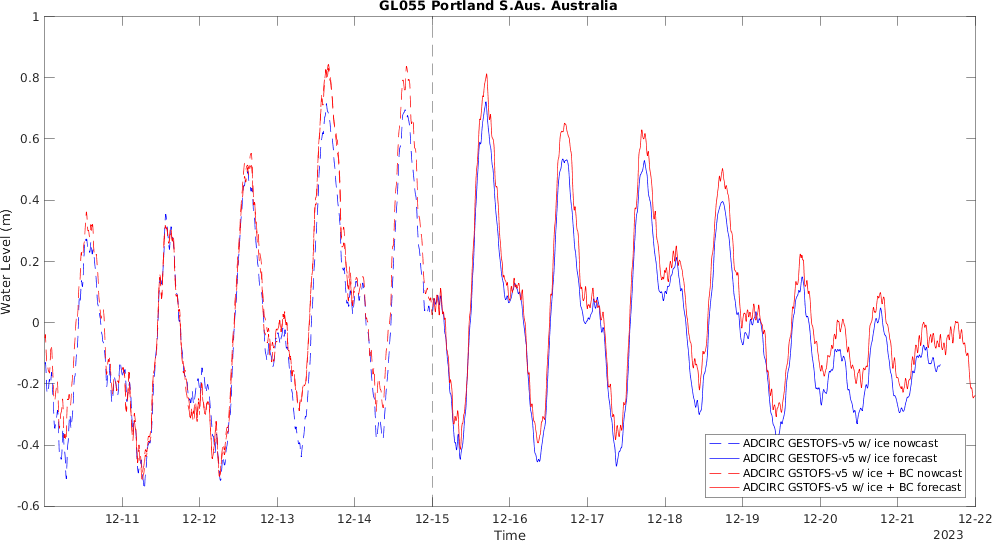 GL055 Portland S.Aus. Australia
Water Level (m)
1
0.8
0.6
0.4
0.2
0
-0.2
-0.4
-0.6
ADCIRC GESTOFS-v5 w/ ice nowcast
ADCIRC GESTOFS-v5 w/ ice forecast
ADCIRC GSTOFS-v5 w/ ice + BC nowcast
ADCIRC GSTOFS-v5 w/ ice + BC forecast
12-11 12-12 12-13 12-14 12-15 12-16 12-17 12-18 12-19 12-20 12-21 12-22
Time
2023